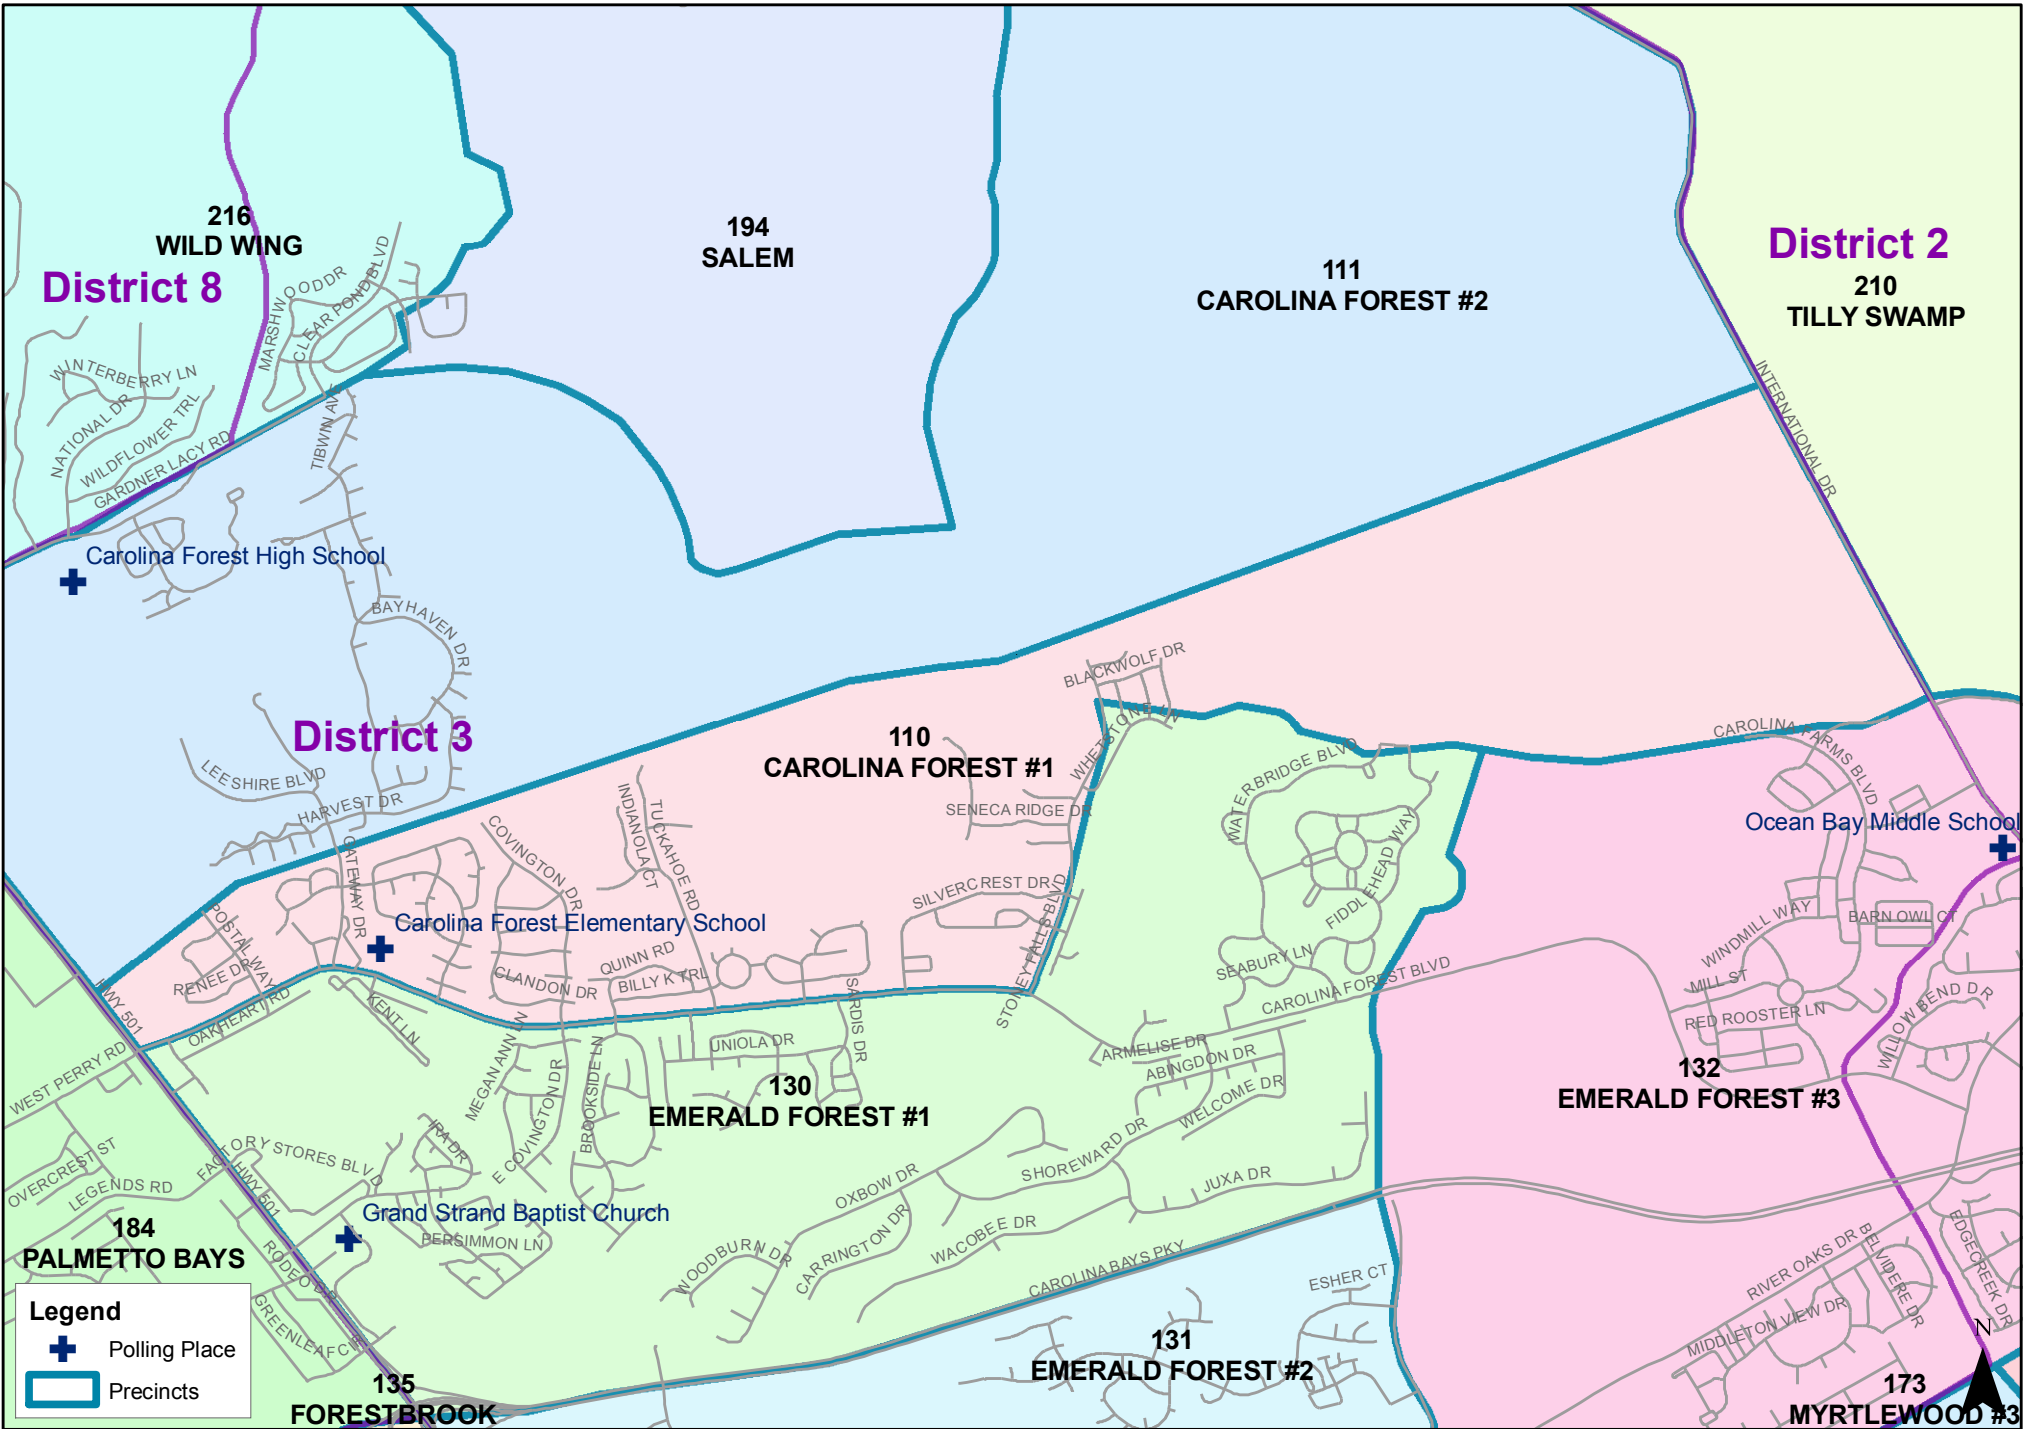 216
WILD WING
District 8
194
SALEM
111
CAROLINA FOREST #2
District 2
210
TILLY SWAMP
MARSHWOOD DR
CLEAR POND BLVD
WINTERBERRY LN
NATIONAL DR
WILDFLOWER TRL
GARDNER LACY RD
TIBWIN AVE
INTERNATIONAL DR
Carolina Forest High School
BAYHAVEN DR
District 3
LEESHIRE BLVD
HARVEST DR
GATEWAY DR
BLACKWOLF DR
WHETSTONE LN
110
CAROLINA FOREST #1
CAROLINA FARMS BLVD
WATERBRIDGE BLVD
INDIANOLA CT
TUCKAHOE RD
COVINGTON DR
SENECA RIDGE DR
FIDDLEHEAD WAY
Ocean Bay Middle School
SILVERCREST DR
POSTAL WAY
Carolina Forest Elementary School
STONEY FALLS BLVD
WINDMILL WAY
BARN OWL CT
RENEE DR
QUINN RD
CLANDON DR
BILLY K TRL
SEABURY LN
CAROLINA FOREST BLVD
MILL ST
WILLOW BEND DR
HWY 501
OAKHEART RD
KENT LN
SARDIS DR
RED ROOSTER LN
WEST PERRY RD
MEGAN ANN LN
UNIOLA DR
ARMELISE DR
ABINGDON DR
WELCOME DR
132
EMERALD FOREST #3
130
EMERALD FOREST #1
E COVINGTON DR
BROOKSIDE LN
IRA DR
OVERCREST ST
LEGENDS RD
FACTORY STORES BLVD
HWY 501
OXBOW DR
SHOREWARD DR
JUXA DR
Grand Strand Baptist Church
PERSIMMON LN
184
PALMETTO BAYS
RODEO DR
GREENLEAF CIR
WOODBURN DR
CARRINGTON DR
WACOBEE DR
CAROLINA BAYS PKY
ESHER CT
RIVER OAKS DR
BELVIDERE DR
EDGECREEK DR
MIDDLETON VIEW DR
N
Legend
Polling Place
Precincts
135
FORESTBROOK
131
EMERALD FOREST #2
173
MYRTLEWOOD #3